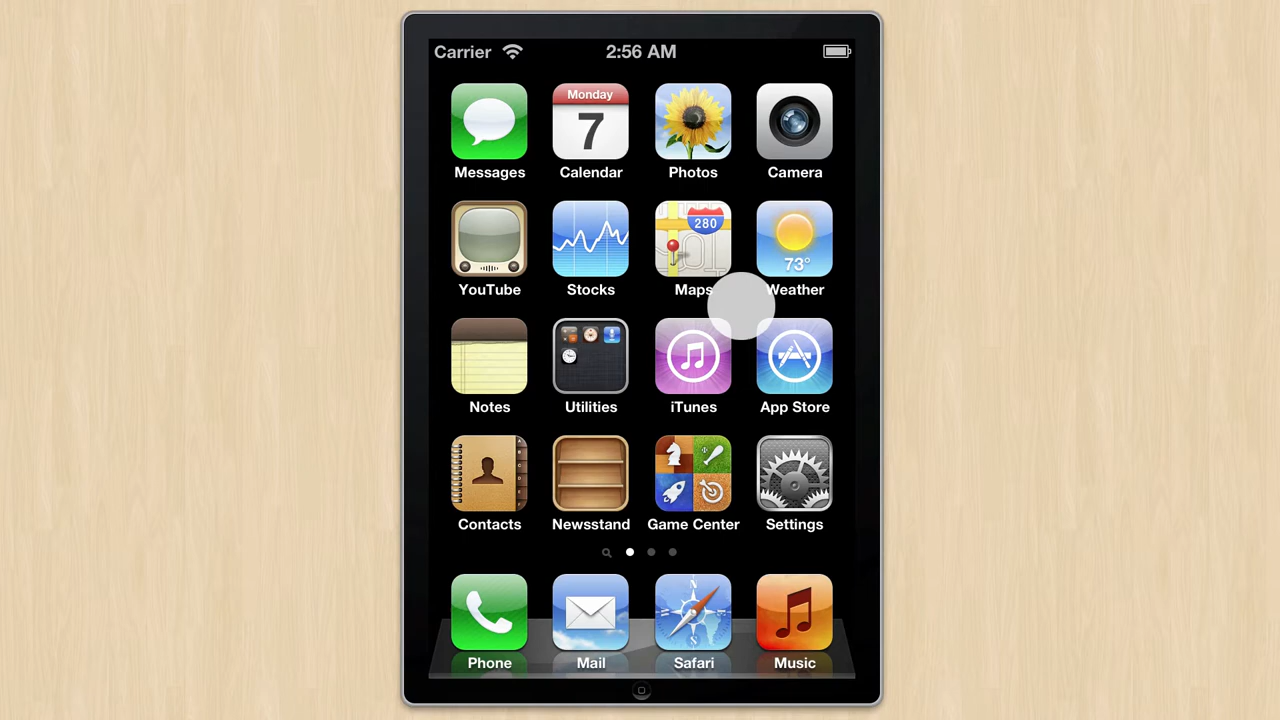 Carrier 2:56 AM
Monday
7
Messages Calendar Photos Camera
280
73°
YouTube Stocks Maps Weather
Notes Utilities iTunes App Store
Contacts Newsstand Game Center Settings
N
Phone Mail Safari Music